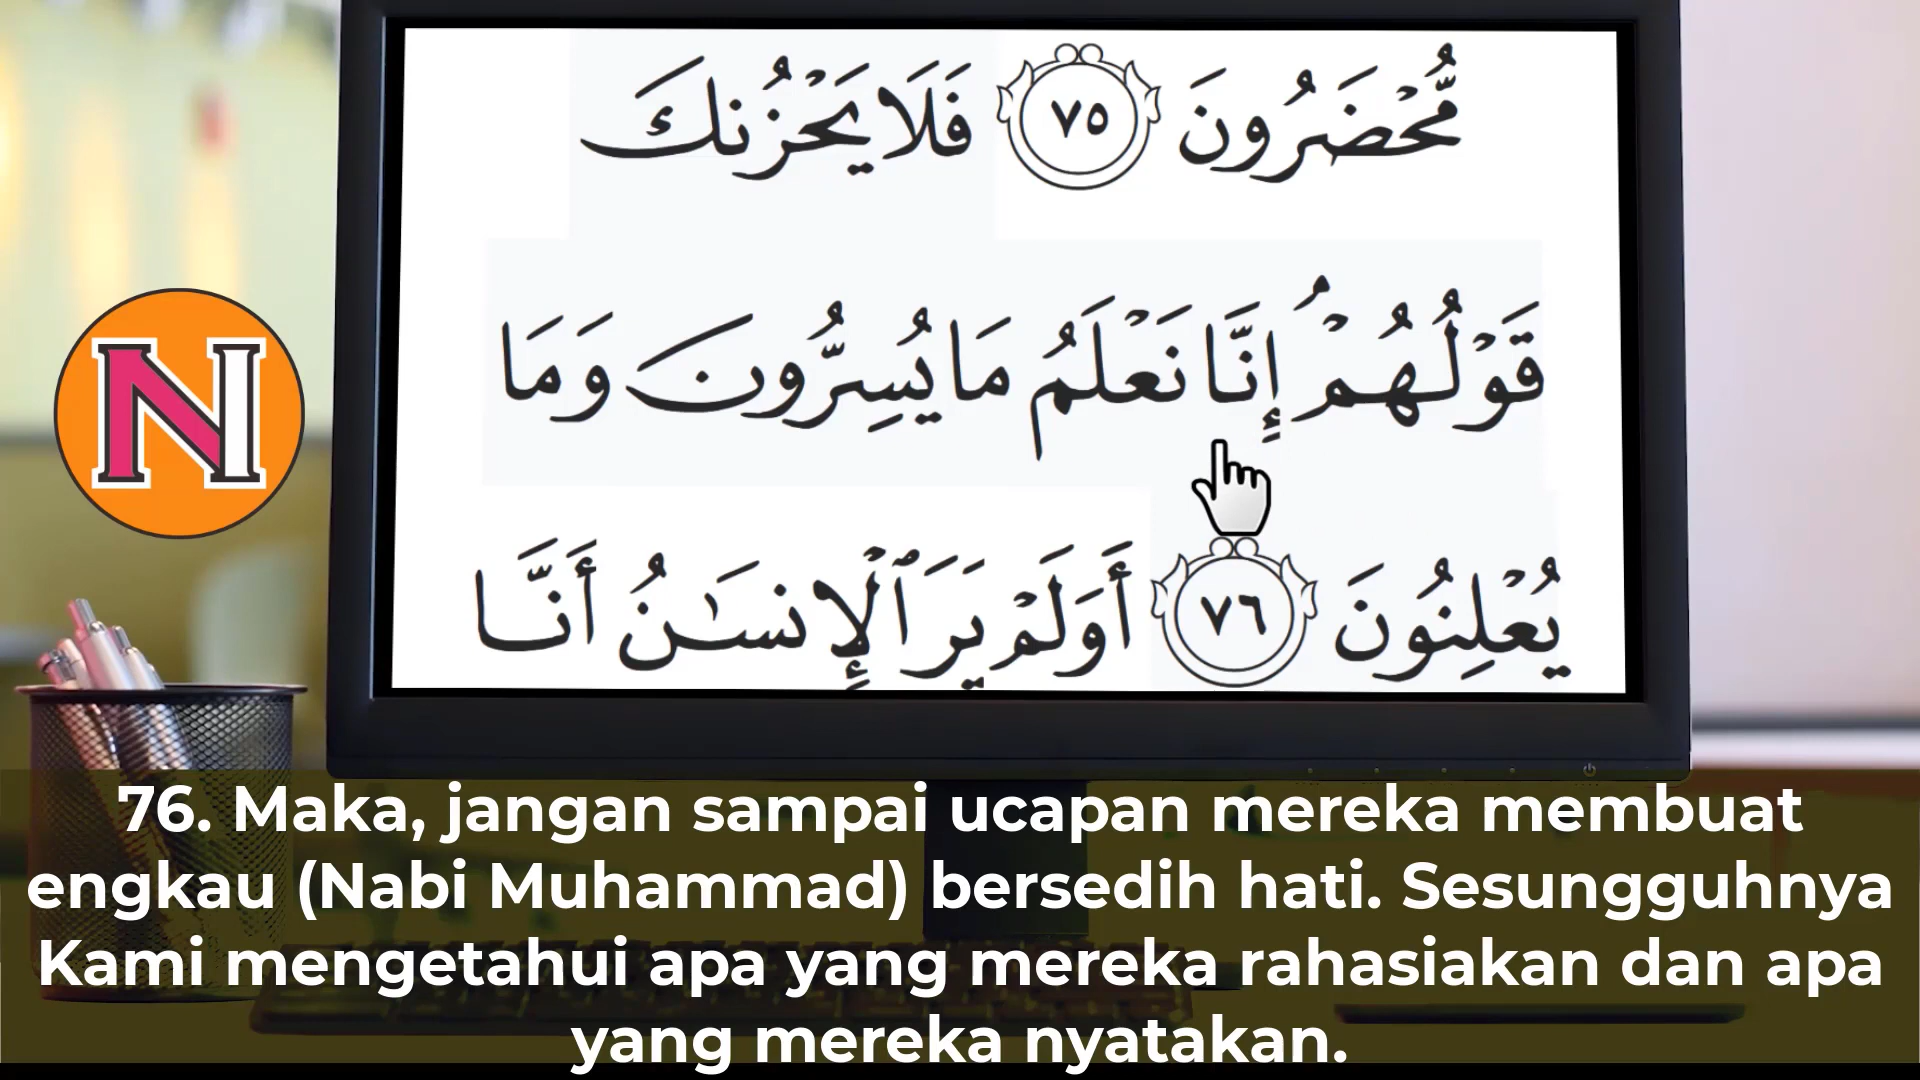 مُّحْضَرُونَ ٧٥ فَلَا يَحْزُنكَ
قَوْلُهُمْ ۘ إِنَّا نَعْلَمُ مَا يُسِرُّونَ وَمَا
يُعْلِنُونَ ٧٦ أَوَلَمْ يَرَ ٱلْإِنسَـٰنُ أَنَّا
N
76. Maka, jangan sampai ucapan mereka membuat
engkau (Nabi Muhammad) bersedih hati. Sesungguhnya
Kami mengetahui apa yang mereka rahasiakan dan apa
yang mereka nyatakan.